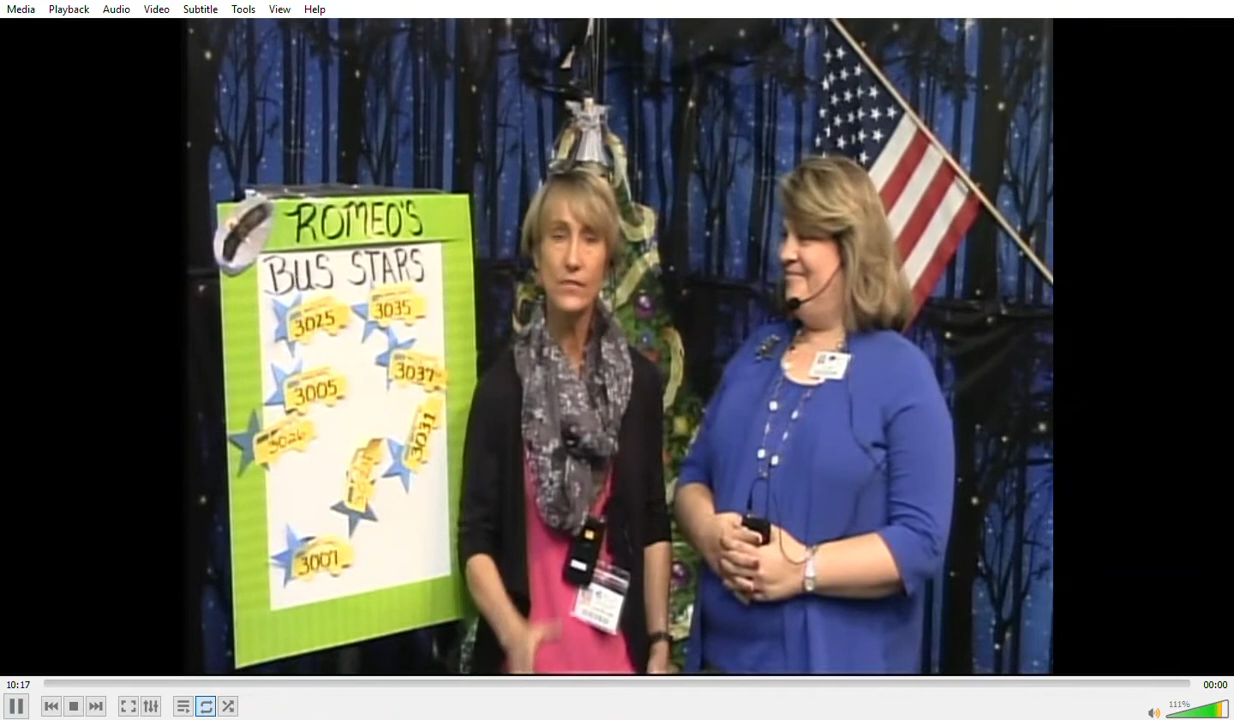 Media Playback Audio Video Subtitle Tools View Help
ROMEO'S
BUS STARS
3025 3035
3037
3005
3026 3031
3007
10:17 00:00
111%